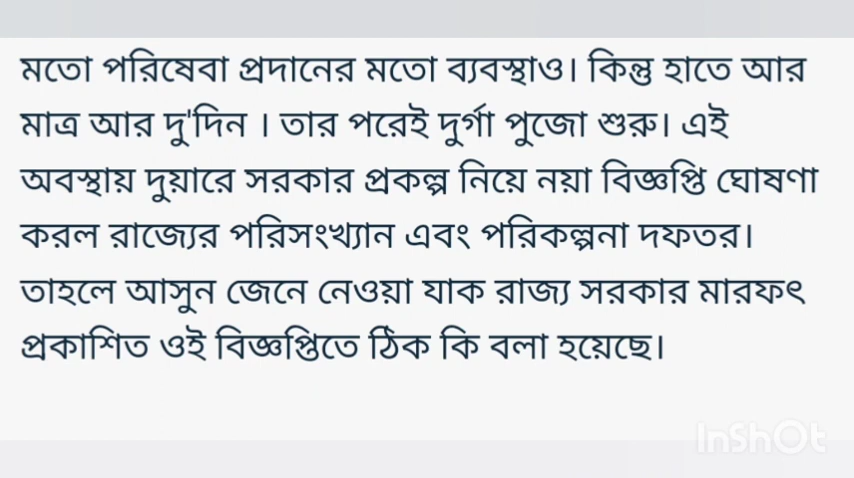 মতো পরিষেবা প্রদানের মতো ব্যবস্থাও। কিন্তু হাতে আর
মাত্র আর দু'দিন । তার পরেই দুর্গা পুজো শুরু। এই
অবস্থায় দুয়ারে সরকার প্রকল্প নিয়ে নয়া বিজ্ঞপ্তি ঘোষণা
করল রাজ্যের পরিসংখ্যান এবং পরিকল্পনা দফতর।
তাহলে আসুন জেনে নেওয়া যাক রাজ্য সরকার মারফৎ
প্রকাশিত ওই বিজ্ঞপ্তিতে ঠিক কি বলা হয়েছে।
InShOt